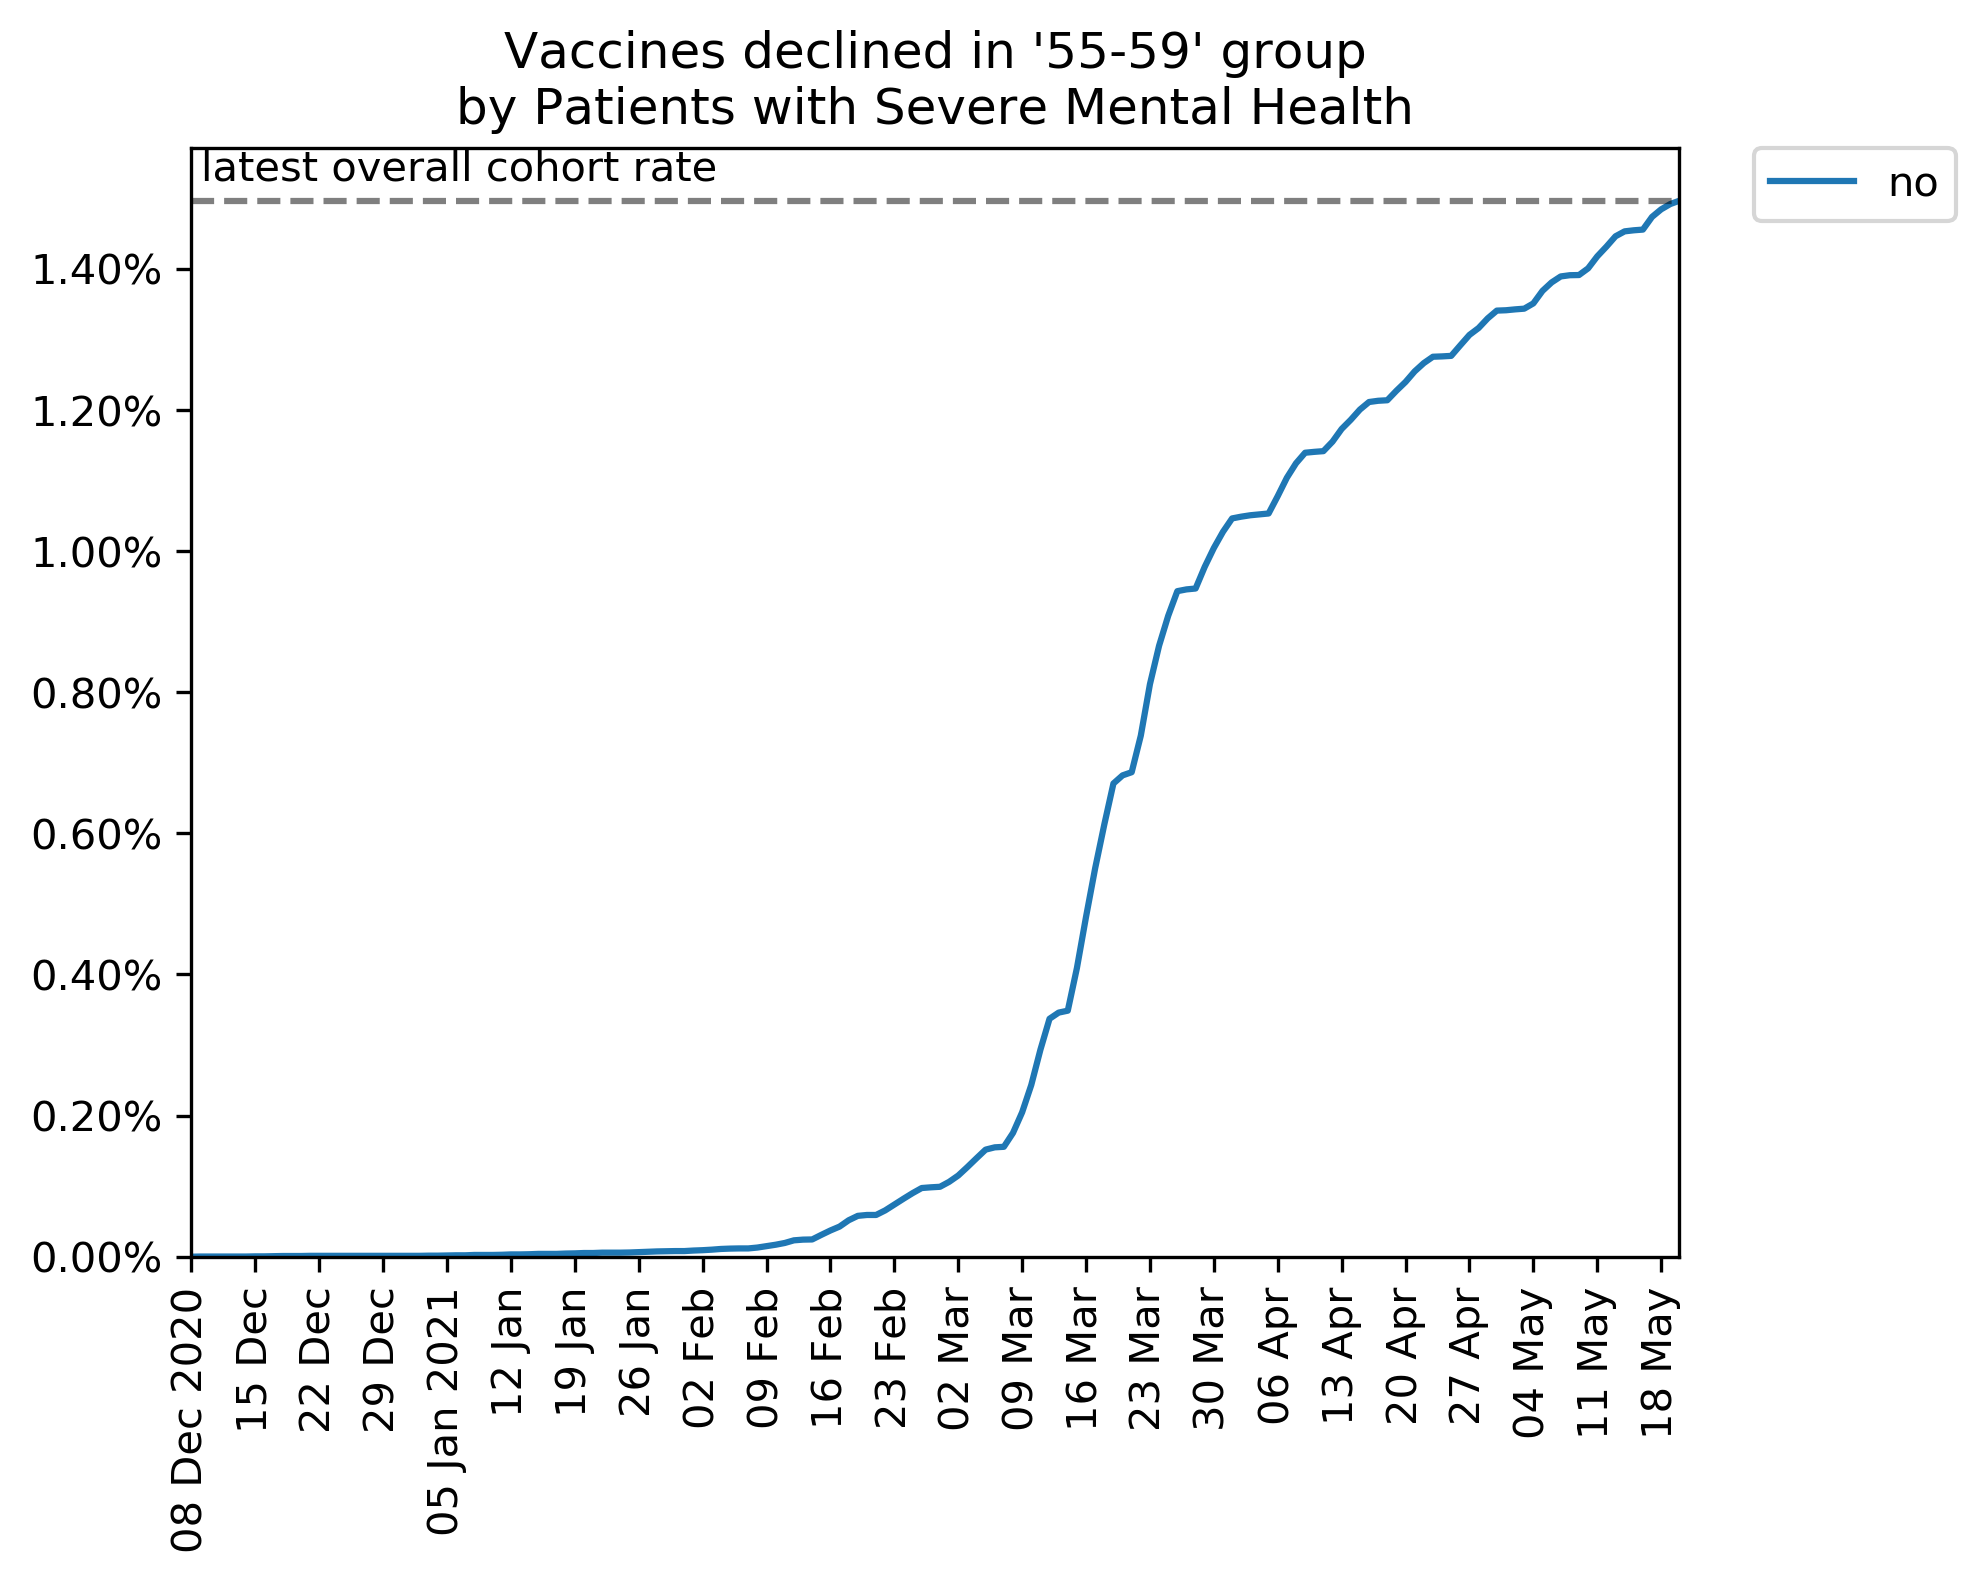 Vaccines declined in '55-59' group
by Patients with Severe Mental Health
latest overall cohort rate
no
1.40%
1.20%
1.00%
0.80%
0.60%
0.40%
0.20%
0.00%
08 Dec 2020
15 Dec
22 Dec
29 Dec
05 Jan 2021
12 Jan
19 Jan
26 Jan
02 Feb
09 Feb
16 Feb
23 Feb
02 Mar
09 Mar
16 Mar
23 Mar
30 Mar
06 Apr
13 Apr
20 Apr
27 Apr
04 May
11 May
18 May